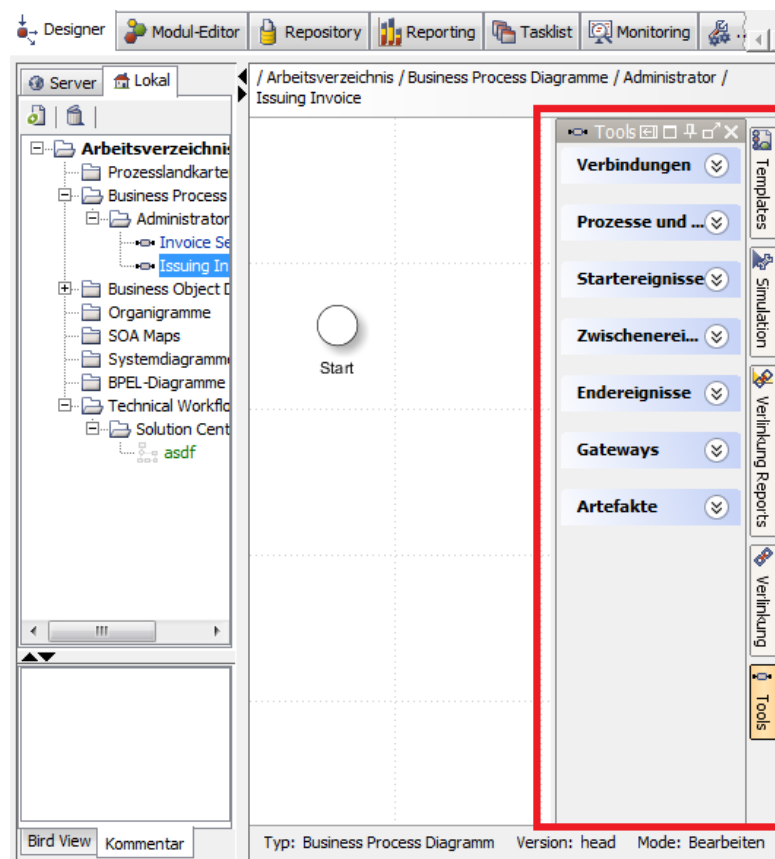 Designer Modul-Editor Repository Reporting Tasklist Monitoring
Server Lokal
/ Arbeitsverzeichnis / Business Process Diagramme / Administrator /
Issuing Invoice
Arbeitsverzeichnis
Prozesslandkarte
Business Process
Administrator
Invoice Se
Issuing In
Business Object D
Organigramme
SOA Maps
Systemdiagramme
BPEL-Diagramme
Technical Workflo
Solution Cent
asdf
Start
Tools
Verbindungen
Prozesse und ...
Startereignisse
Zwischenerei...
Endereignisse
Gateways
Artefakte
Templates
Simulation
Verlinkung Reports
Verlinkung
Tools
Bird View Kommentar
Typ: Business Process Diagramm Version: head Mode: Bearbeiten